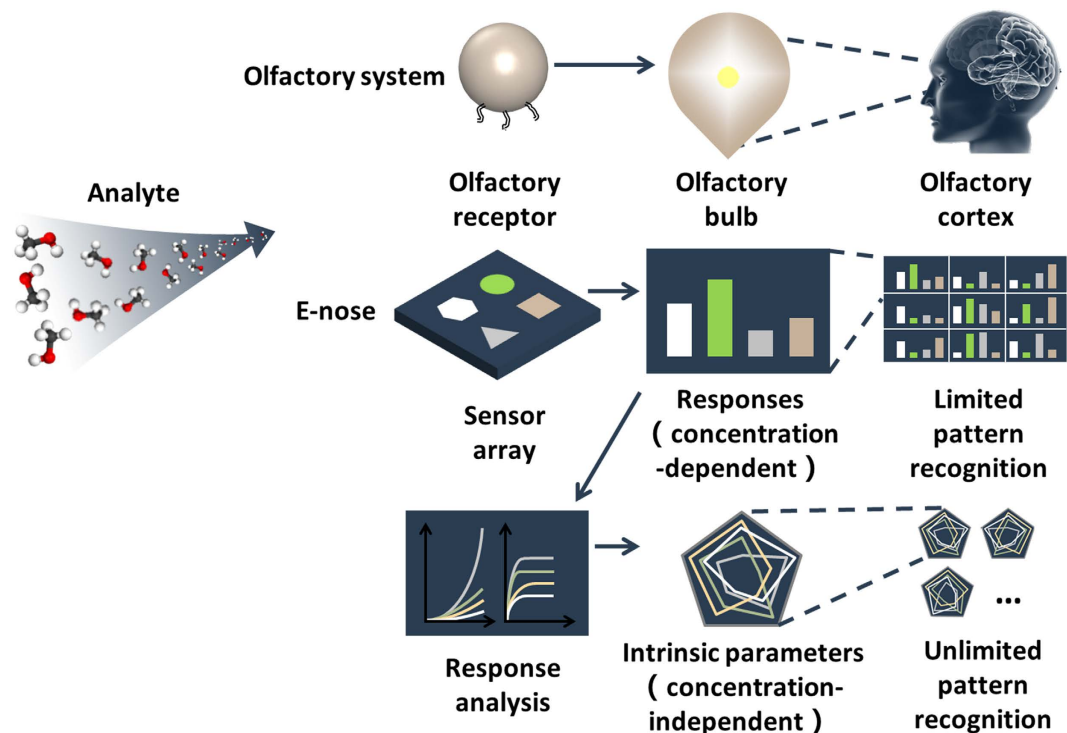 Olfactory system
Olfactory
receptor
Olfactory
bulb
Olfactory
cortex
Analyte
E-nose
Sensor
array
Responses
( concentration
-dependent )
Limited
pattern
recognition
Response
analysis
Intrinsic parameters
( concentration-
independent )
...
Unlimited
pattern
recognition